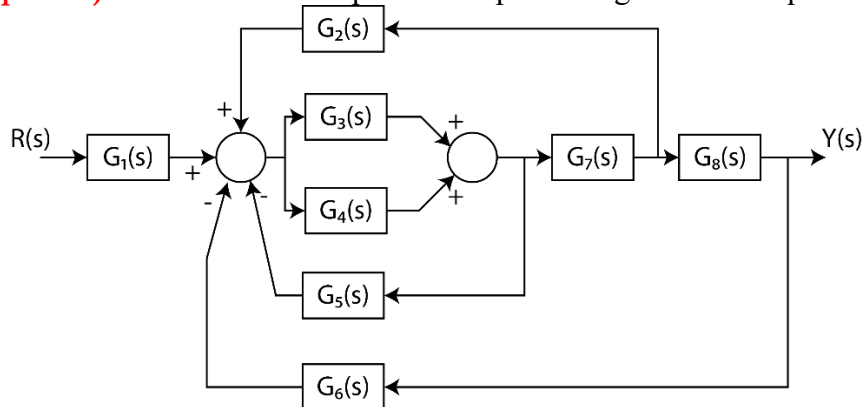 G₂(s)
R(s)
G₁(s)
+
+
G₃(s)
G₄(s)
+
+
G₇(s)
G₈(s)
Y(s)
-
-
G₅(s)
G₆(s)